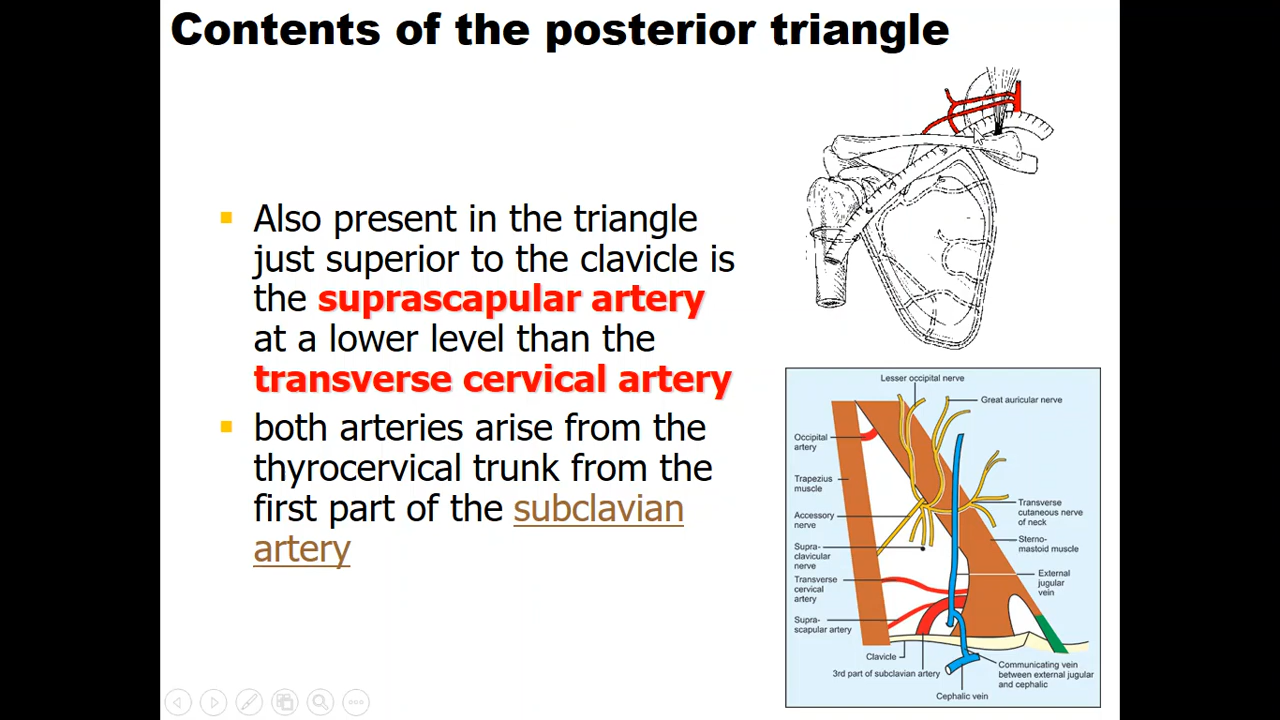 Contents of the posterior triangle
Also present in the triangle
just superior to the clavicle is
the suprascapular artery
at a lower level than the
transverse cervical artery
both arteries arise from the
thyrocervical trunk from the
first part of the subclavian
artery
Lesser occipital nerve
Great auricular nerve
Occipital
artery
Trapezius
muscle
Accessory
nerve
Supra-
clavicular
nerve
Transverse
cervical
artery
Supra-
scapular artery
Transverse
cutaneous nerve
of neck
Sterno-
mastoid muscle
External
jugular
vein
Clavicle
3rd part of subclavian artery
Cephalic vein
Communicating vein
between external jugular
and cephalic